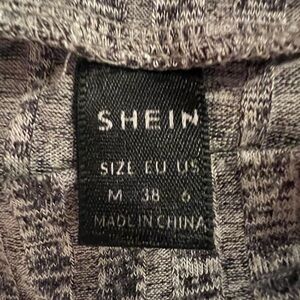 SHEIN
SIZE EU US
M 38 6
MADE IN CHINA